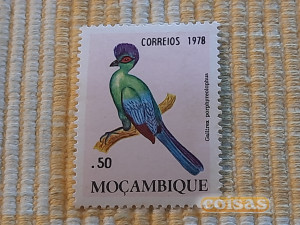 CORREIOS 1978
Gallirex porphyreolophus
.50
MOÇAMBIQUE
coisas